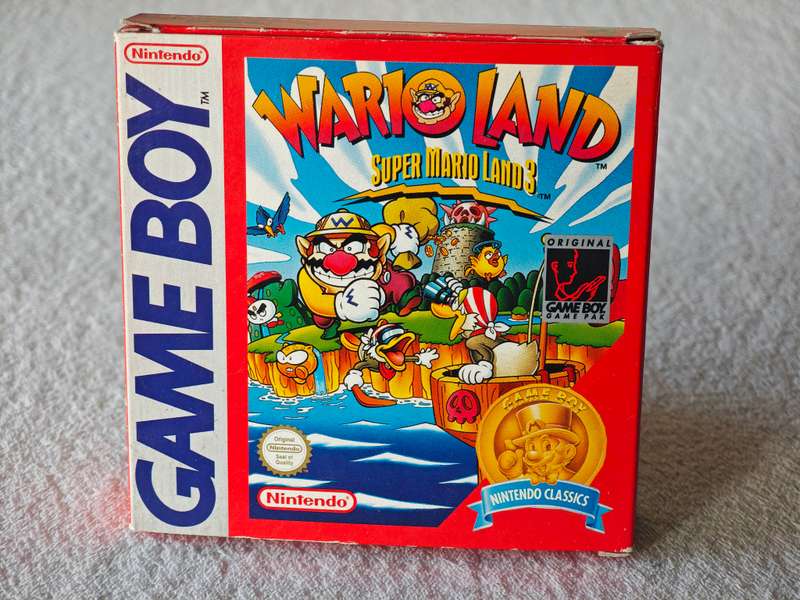 Nintendo
GAME BOY
TM
WARIO LAND
TM
SUPER MARIO LAND 3
TM
W
ORIGINAL
GAME BOY
GAME PAK
40
GAME BOY
NINTENDO CLASSICS
Original
Nintendo
Seal of
Quality
Nintendo